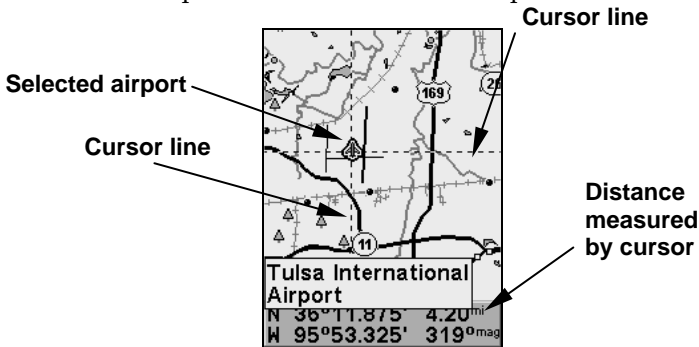 Cursor line
Selected airport
Cursor line
Distance
measured
by cursor
169
11
Tulsa International
Airport
N 36°11.875' 4.20mi
W 95°53.325' 319°mag